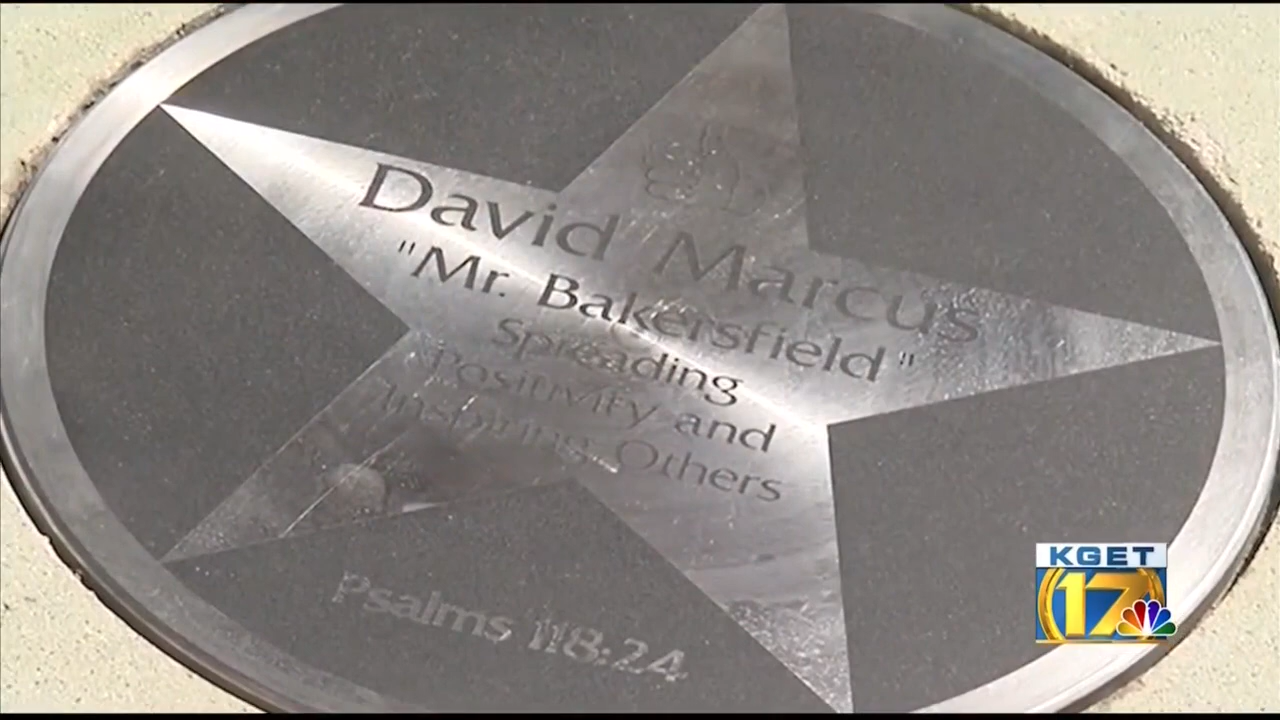 David Marcus
"Mr. Bakersfield"
Spreading
Positivity and
Inspiring Others
Psalms 118:24
KGET
17